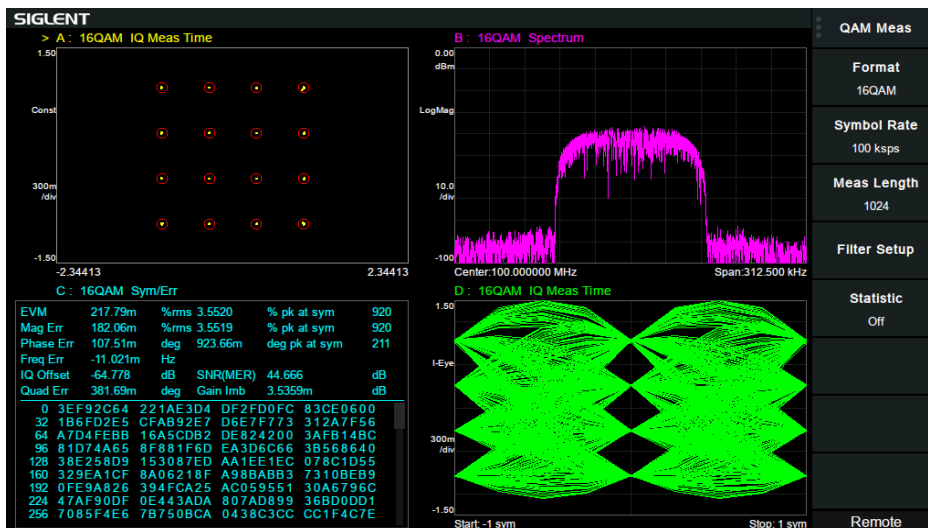 SIGLENT
> A : 16QAM IQ Meas Time
1.50
Const
300m
/div
-1.50
-2.34413 2.34413
B : 16QAM Spectrum
0.00
dBm
LogMag
10.0
/div
-100
Center:100.000000 MHz Span:312.500 kHz
C : 16QAM Sym/Err
EVM 217.79m %rms 3.5520 % pk at sym 920
Mag Err 182.06m %rms 3.5519 % pk at sym 920
Phase Err 107.51m deg 923.66m deg pk at sym 211
Freq Err -11.021m Hz
IQ Offset -64.778 dB SNR(MER) 44.666 dB
Quad Err 381.69m deg Gain Imb 3.5359m dB
0 3EF92C64 221AE3D4 DF2FD0FC 83CE0600
32 1B6FD2E5 CFAB92E7 D6E7F773 312A7F56
64 A7D4FEBB 16A5CDB2 DE824200 3AFB14BC
96 81D74A65 8F881F6D EA3D6C66 3B568640
128 38E258D9 153087ED AA1EE1EC 078C1D55
160 329EA1CF 8A06218F A98BABB3 7310BEB9
192 0FE9A826 394FCA25 AC059551 30A6796C
224 47AF90DF 0E443ADA 807AD899 36BD0DD1
256 7085F4E6 7B750BCA 0438C3CC CC1F4C7E
D : 16QAM IQ Meas Time
1.50
I-Eye
300m
/div
-1.50
Start: -1 sym Stop: 1 sym
QAM Meas
Format
16QAM
Symbol Rate
100 ksps
Meas Length
1024
Filter Setup
Statistic
Off
Remote